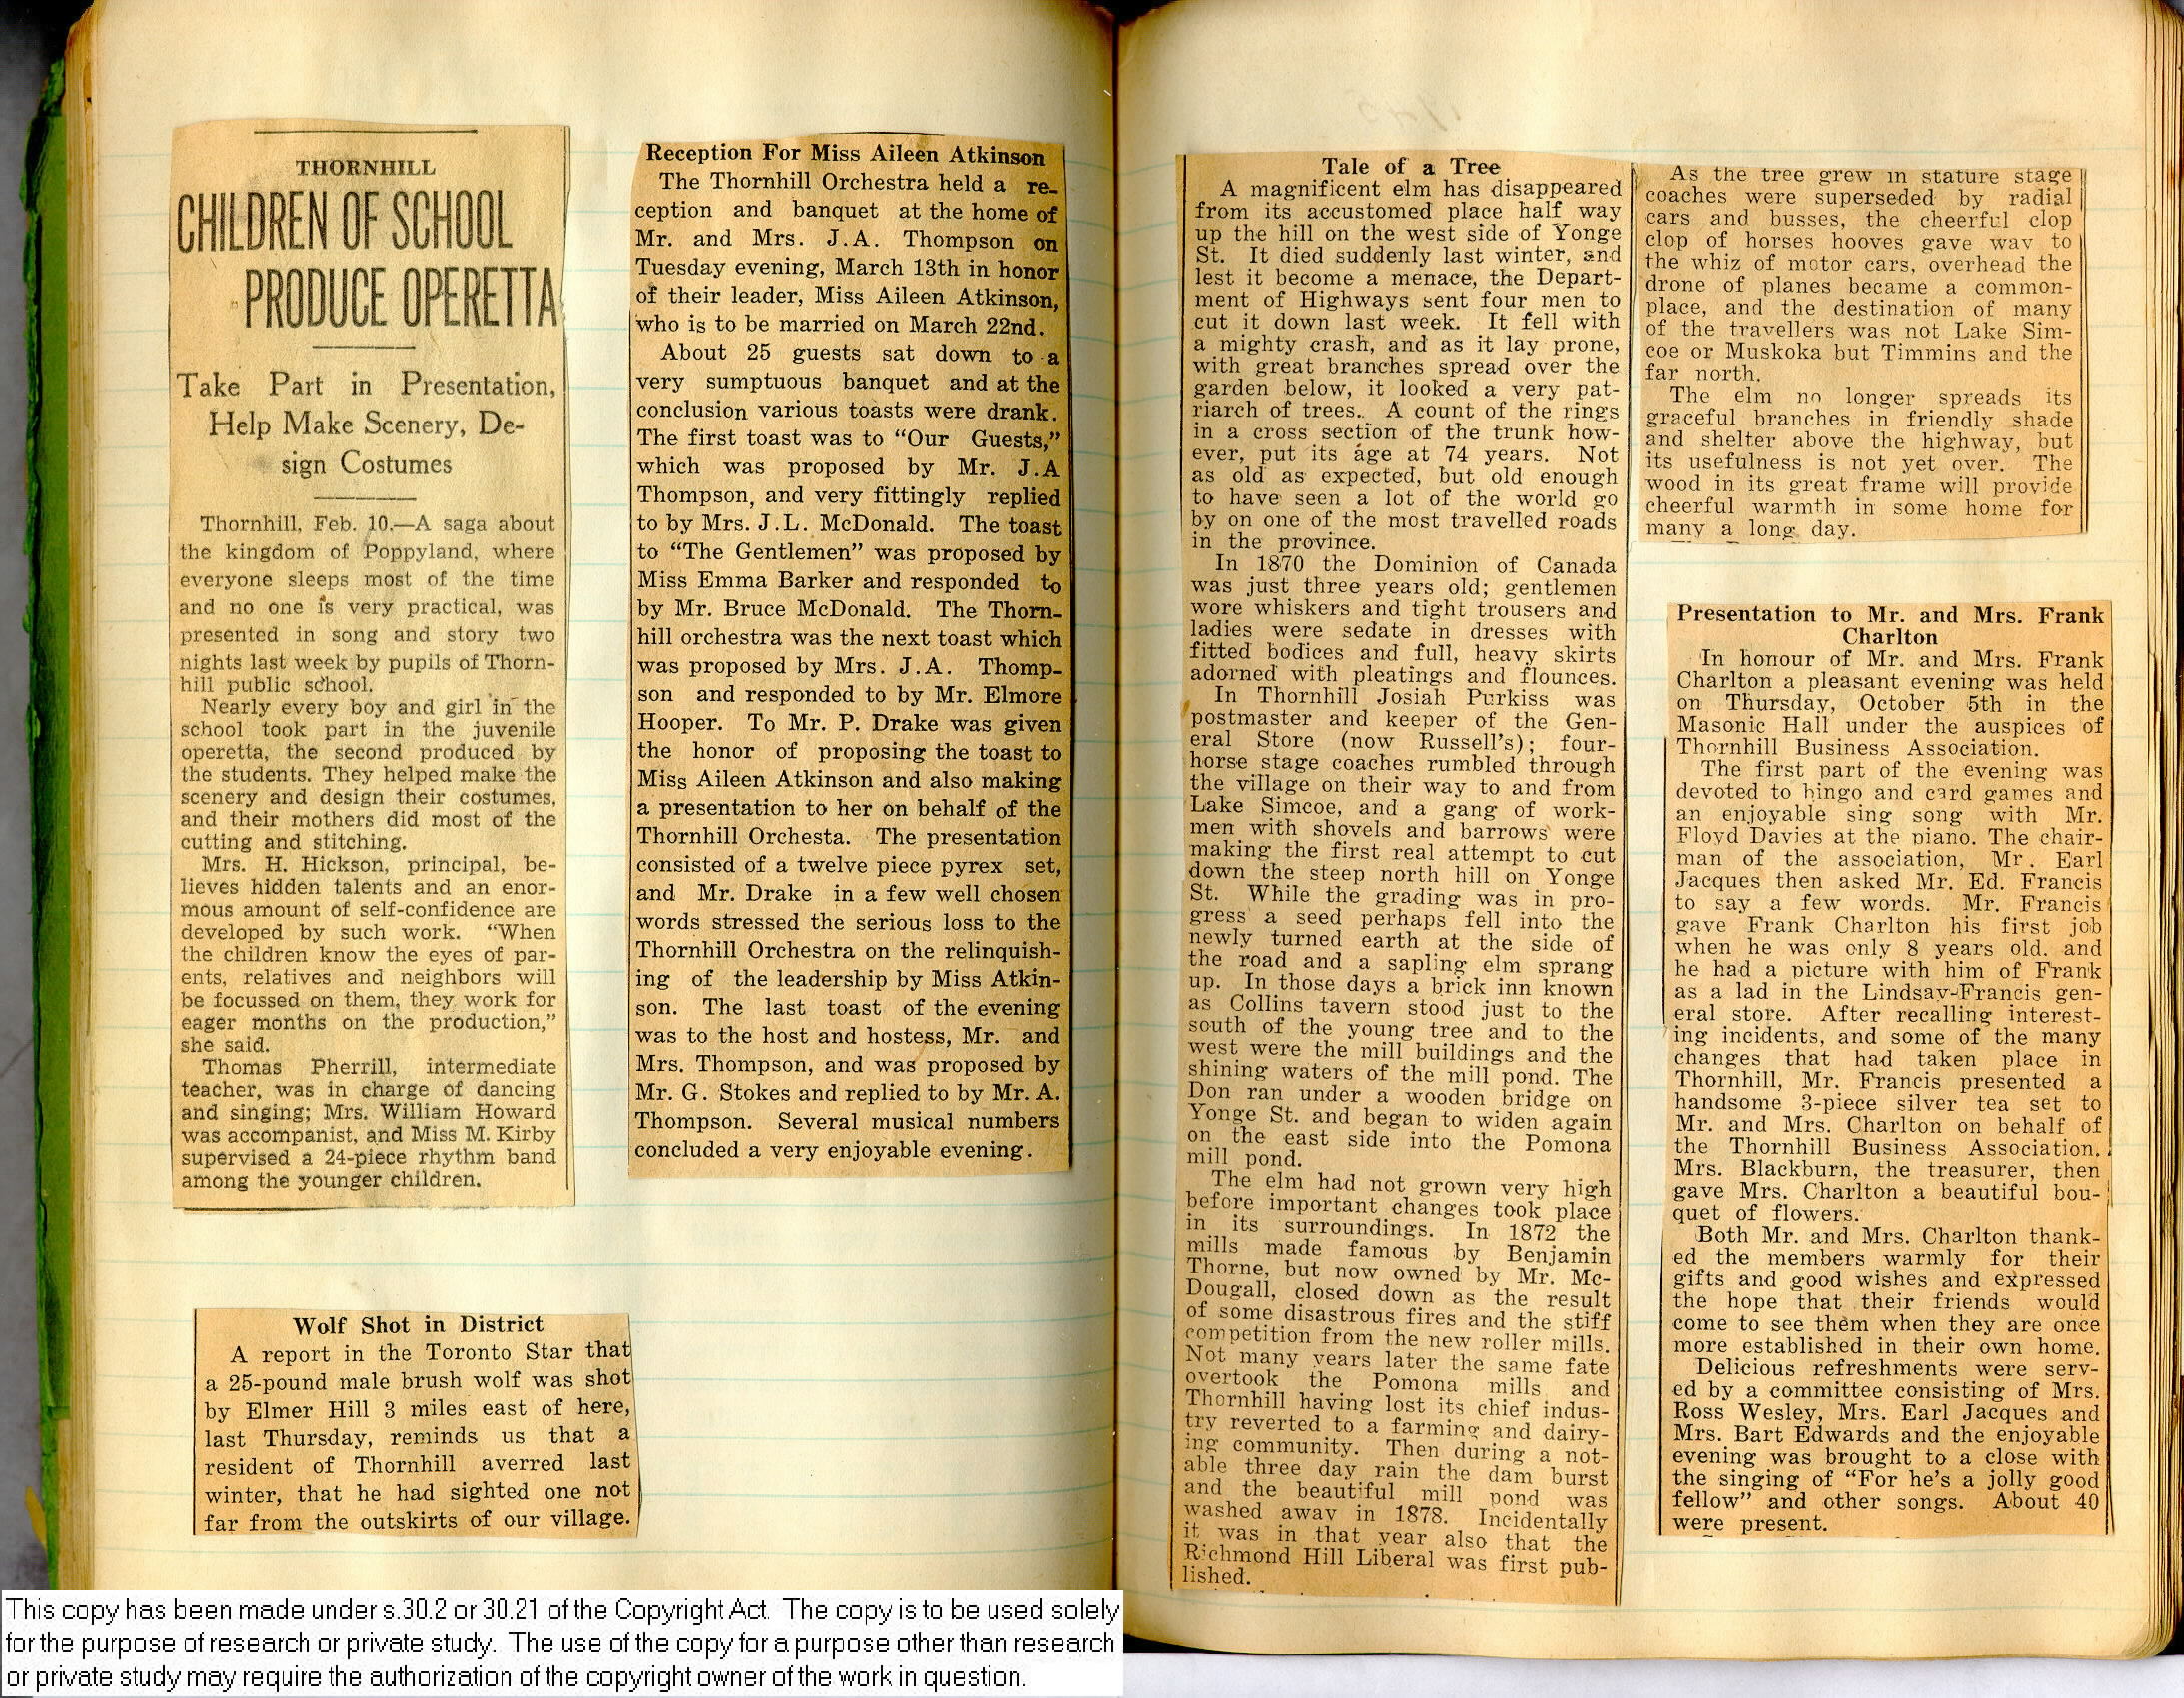 THORNHILL
CHILDREN OF SCHOOL
PRODUCE OPERETTA
Take Part in Presentation,
Help Make Scenery, De-
sign Costumes
Thornhill, Feb. 10.—A saga about
the kingdom of Poppyland, where
everyone sleeps most of the time
and no one is very practical, was
presented in song and story two
nights last week by pupils of Thorn-
hill public school.
Nearly every boy and girl in the
school took part in the juvenile
operetta, the second produced by
the students. They helped make the
scenery and design their costumes,
and their mothers did most of the
cutting and stitching.
Mrs. H. Hickson, principal, be-
lieves hidden talents and an enor-
mous amount of self-confidence are
developed by such work. "When
the children know the eyes of par-
ents, relatives and neighbors will
be focussed on them, they work for
eager months on the production,"
she said.
Thomas Pherrill, intermediate
teacher, was in charge of dancing
and singing; Mrs. William Howard
was accompanist, and Miss M. Kirby
supervised a 24-piece rhythm band
among the younger children.
Wolf Shot in District
A report in the Toronto Star that
a 25-pound male brush wolf was shot
by Elmer Hill 3 miles east of here,
last Thursday, reminds us that a
resident of Thornhill averred last
winter, that he had sighted one not
far from the outskirts of our village.
Reception For Miss Aileen Atkinson
The Thornhill Orchestra held a re-
ception and banquet at the home of
Mr. and Mrs. J.A. Thompson on
Tuesday evening, March 13th in honor
of their leader, Miss Aileen Atkinson,
who is to be married on March 22nd.
About 25 guests sat down to a
very sumptuous banquet and at the
conclusion various toasts were drank.
The first toast was to "Our Guests,"
which was proposed by Mr. J.A
Thompson, and very fittingly replied
to by Mrs. J.L. McDonald. The toast
to "The Gentlemen" was proposed by
Miss Emma Barker and responded to
by Mr. Bruce McDonald. The Thorn-
hill orchestra was the next toast which
was proposed by Mrs. J.A. Thomp-
son and responded to by Mr. Elmore
Hooper. To Mr. P. Drake was given
the honor of proposing the toast to
Miss Aileen Atkinson and also making
a presentation to her on behalf of the
Thornhill Orchesta. The presentation
consisted of a twelve piece pyrex set,
and Mr. Drake in a few well chosen
words stressed the serious loss to the
Thornhill Orchestra on the relinquish-
ing of the leadership by Miss Atkin-
son. The last toast of the evening
was to the host and hostess, Mr. and
Mrs. Thompson, and was proposed by
Mr. G. Stokes and replied to by Mr. A.
Thompson. Several musical numbers
concluded a very enjoyable evening.
Tale of a Tree
A magnificent elm has disappeared
from its accustomed place half way
up the hill on the west side of Yonge
St. It died suddenly last winter, and
lest it become a menace, the Depart-
ment of Highways sent four men to
cut it down last week. It fell with
a mighty crash, and as it lay prone,
with great branches spread over the
garden below, it looked a very pat-
riarch of trees. A count of the rings
in a cross section of the trunk how-
ever, put its age at 74 years. Not
as old as expected, but old enough
to have seen a lot of the world go
by on one of the most travelled roads
in the province.
In 1870 the Dominion of Canada
was just three years old; gentlemen
wore whiskers and tight trousers and
ladies were sedate in dresses with
fitted bodices and full, heavy skirts
adorned with pleatings and flounces.
In Thornhill Josiah Purkiss was
postmaster and keeper of the Gen-
eral Store (now Russell's); four-
horse stage coaches rumbled through
the village on their way to and from
Lake Simcoe, and a gang of work-
men with shovels and barrows were
making the first real attempt to cut
down the steep north hill on Yonge
St. While the grading was in pro-
gress a seed perhaps fell into the
newly turned earth at the side of
the road and a sapling elm sprang
up. In those days a brick inn known
as Collins tavern stood just to the
south of the young tree and to the
west were the mill buildings and the
shining waters of the mill pond. The
Don ran under a wooden bridge on
Yonge St. and began to widen again
on the east side into the Pomona
mill pond.
The elm had not grown very high
before important changes took place
in its surroundings. In 1872 the
mills made famous by Benjamin
Thorne, but now owned by Mr. Mc-
Dougall, closed down as the result
of some disastrous fires and the stiff
competition from the new roller mills.
Not many years later the same fate
overtook the Pomona mills and
Thornhill having lost its chief indus-
try reverted to a farming and dairy-
ing community. Then during a not-
able three day rain the dam burst
and the beautiful mill pond was
washed away in 1878. Incidentally
it was in that year also that the
Richmond Hill Liberal was first pub-
lished.
As the tree grew in stature stage
coaches were superseded by radial
cars and busses, the cheerful clop
clop of horses hooves gave way to
the whiz of motor cars, overhead the
drone of planes became a common-
place, and the destination of many
of the travellers was not Lake Sim-
coe or Muskoka but Timmins and the
far north.
The elm no longer spreads its
graceful branches in friendly shade
and shelter above the highway, but
its usefulness is not yet over. The
wood in its great frame will provide
cheerful warmth in some home for
many a long day.
Presentation to Mr. and Mrs. Frank
Charlton
In honour of Mr. and Mrs. Frank
Charlton a pleasant evening was held
on Thursday, October 5th in the
Masonic Hall under the auspices of
Thornhill Business Association.
The first part of the evening was
devoted to bingo and card games and
an enjoyable sing song with Mr.
Floyd Davies at the piano. The chair-
man of the association, Mr. Earl
Jacques then asked Mr. Ed. Francis
to say a few words. Mr. Francis
gave Frank Charlton his first job
when he was only 8 years old. and
he had a picture with him of Frank
as a lad in the Lindsay-Francis gen-
eral store. After recalling interest-
ing incidents, and some of the many
changes that had taken place in
Thornhill, Mr. Francis presented a
handsome 3-piece silver tea set to
Mr. and Mrs. Charlton on behalf of
the Thornhill Business Association.
Mrs. Blackburn, the treasurer, then
gave Mrs. Charlton a beautiful bou-
quet of flowers.
Both Mr. and Mrs. Charlton thank-
ed the members warmly for their
gifts and good wishes and expressed
the hope that their friends would
come to see them when they are once
more established in their own home.
Delicious refreshments were serv-
ed by a committee consisting of Mrs.
Ross Wesley, Mrs. Earl Jacques and
Mrs. Bart Edwards and the enjoyable
evening was brought to a close with
the singing of "For he's a jolly good
fellow" and other songs. About 40
were present.
This copy has been made under s.30.2 or 30.21 of the Copyright Act. The copy is to be used solely
for the purpose of research or private study. The use of the copy for a purpose other than research
or private study may require the authorization of the copyright owner of the work in question.